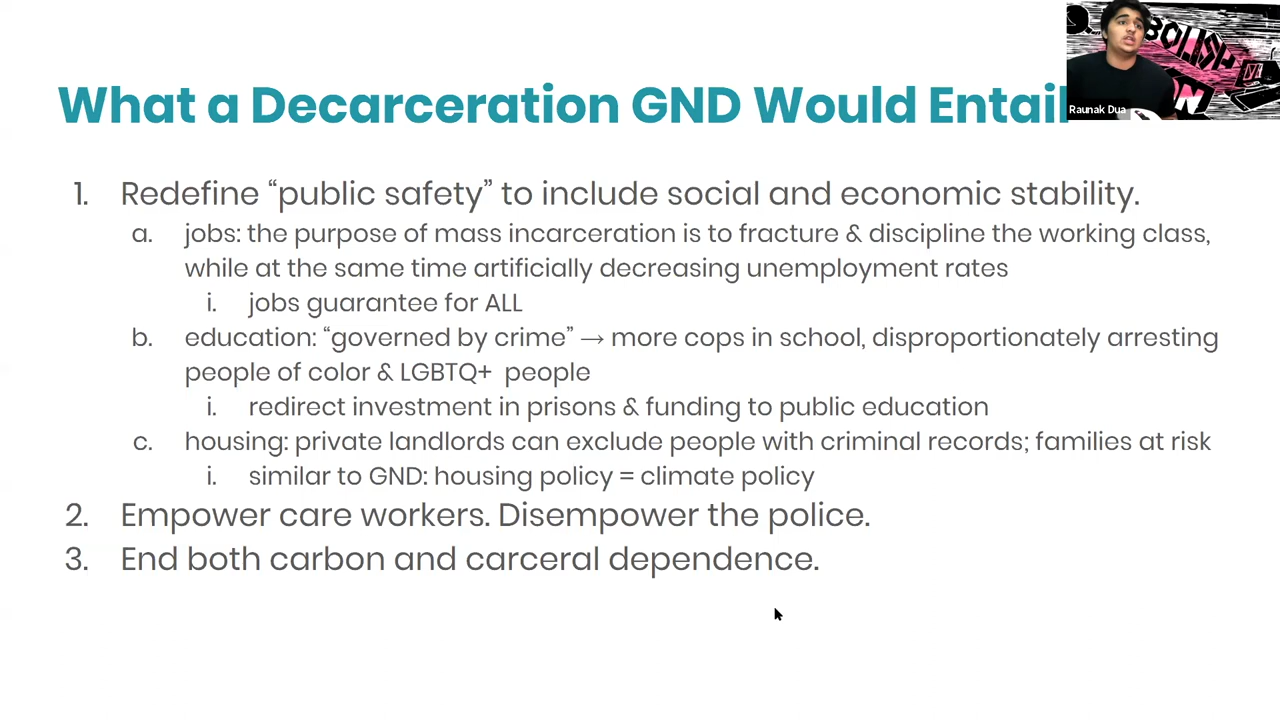 What a Decarceration GND Would Entail
BOLISH
ON
Raunak Dua
1. Redefine “public safety” to include social and economic stability.
a. jobs: the purpose of mass incarceration is to fracture & discipline the working class,
while at the same time artificially decreasing unemployment rates
i. jobs guarantee for ALL
b. education: “governed by crime” → more cops in school, disproportionately arresting
people of color & LGBTQ+ people
i. redirect investment in prisons & funding to public education
c. housing: private landlords can exclude people with criminal records; families at risk
i. similar to GND: housing policy = climate policy
2. Empower care workers. Disempower the police.
3. End both carbon and carceral dependence.